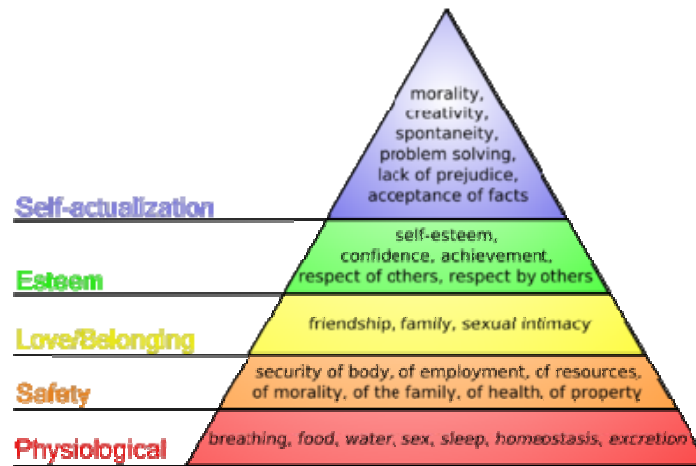 morality,
creativity,
spontaneity,
problem solving,
lack of prejudice,
acceptance of facts
Self-actualization
self-esteem,
confidence, achievement,
respect of others, respect by others
Esteem
friendship, family, sexual intimacy
Love/Belonging
security of body, of employment, of resources,
of morality, of the family, of health, of property
Safety
breathing, food, water, sex, sleep, homeostasis, excretion
Physiological